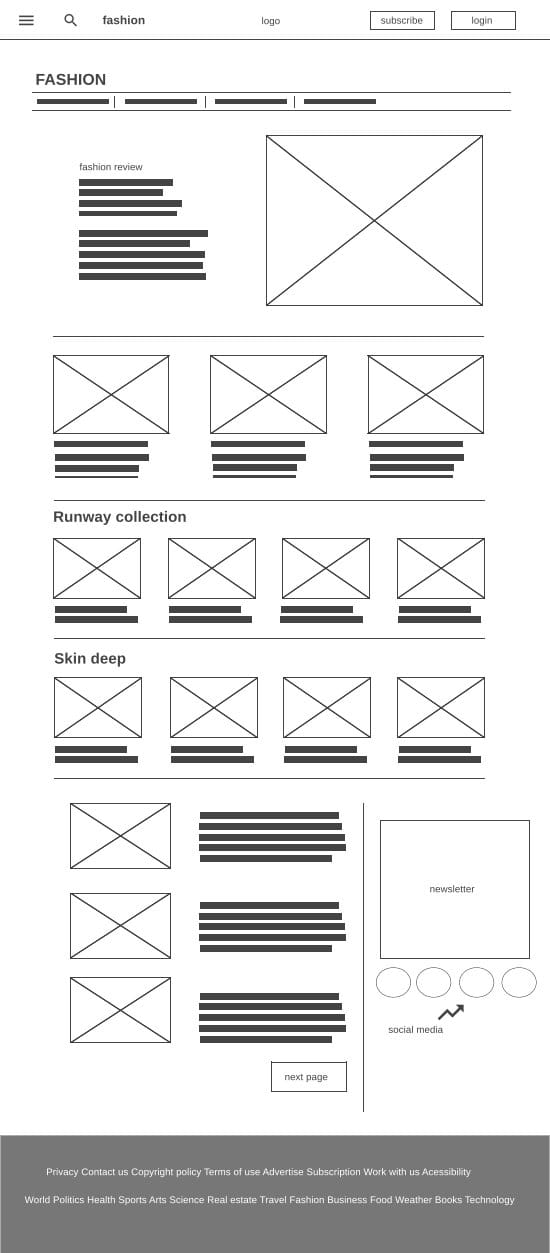 fashion logo subscribe login
FASHION
fashion review
Runway collection
Skin deep
newsletter
social media
next page
Privacy Contact us Copyright policy Terms of use Advertise Subscription Work with us Acessibility
World Politics Health Sports Arts Science Real estate Travel Fashion Business Food Weather Books Technology